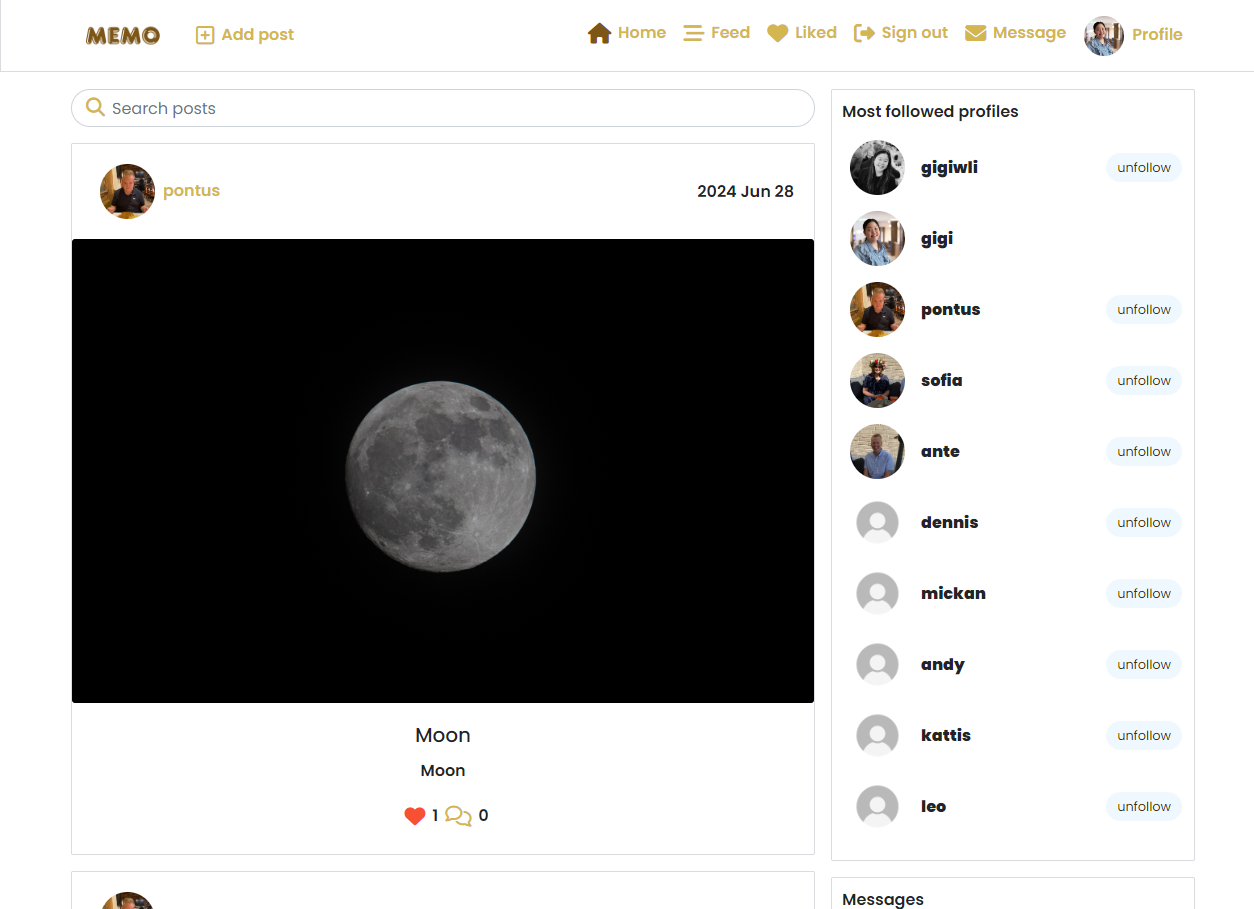 MEMO
Add post
Home
Feed
Liked
Sign out
Message
Profile
Search posts
pontus
2024 Jun 28
Moon
Moon
1
0
Most followed profiles
gigiwli
unfollow
gigi
pontus
unfollow
sofia
unfollow
ante
unfollow
dennis
unfollow
mickan
unfollow
andy
unfollow
kattis
unfollow
leo
unfollow
Messages